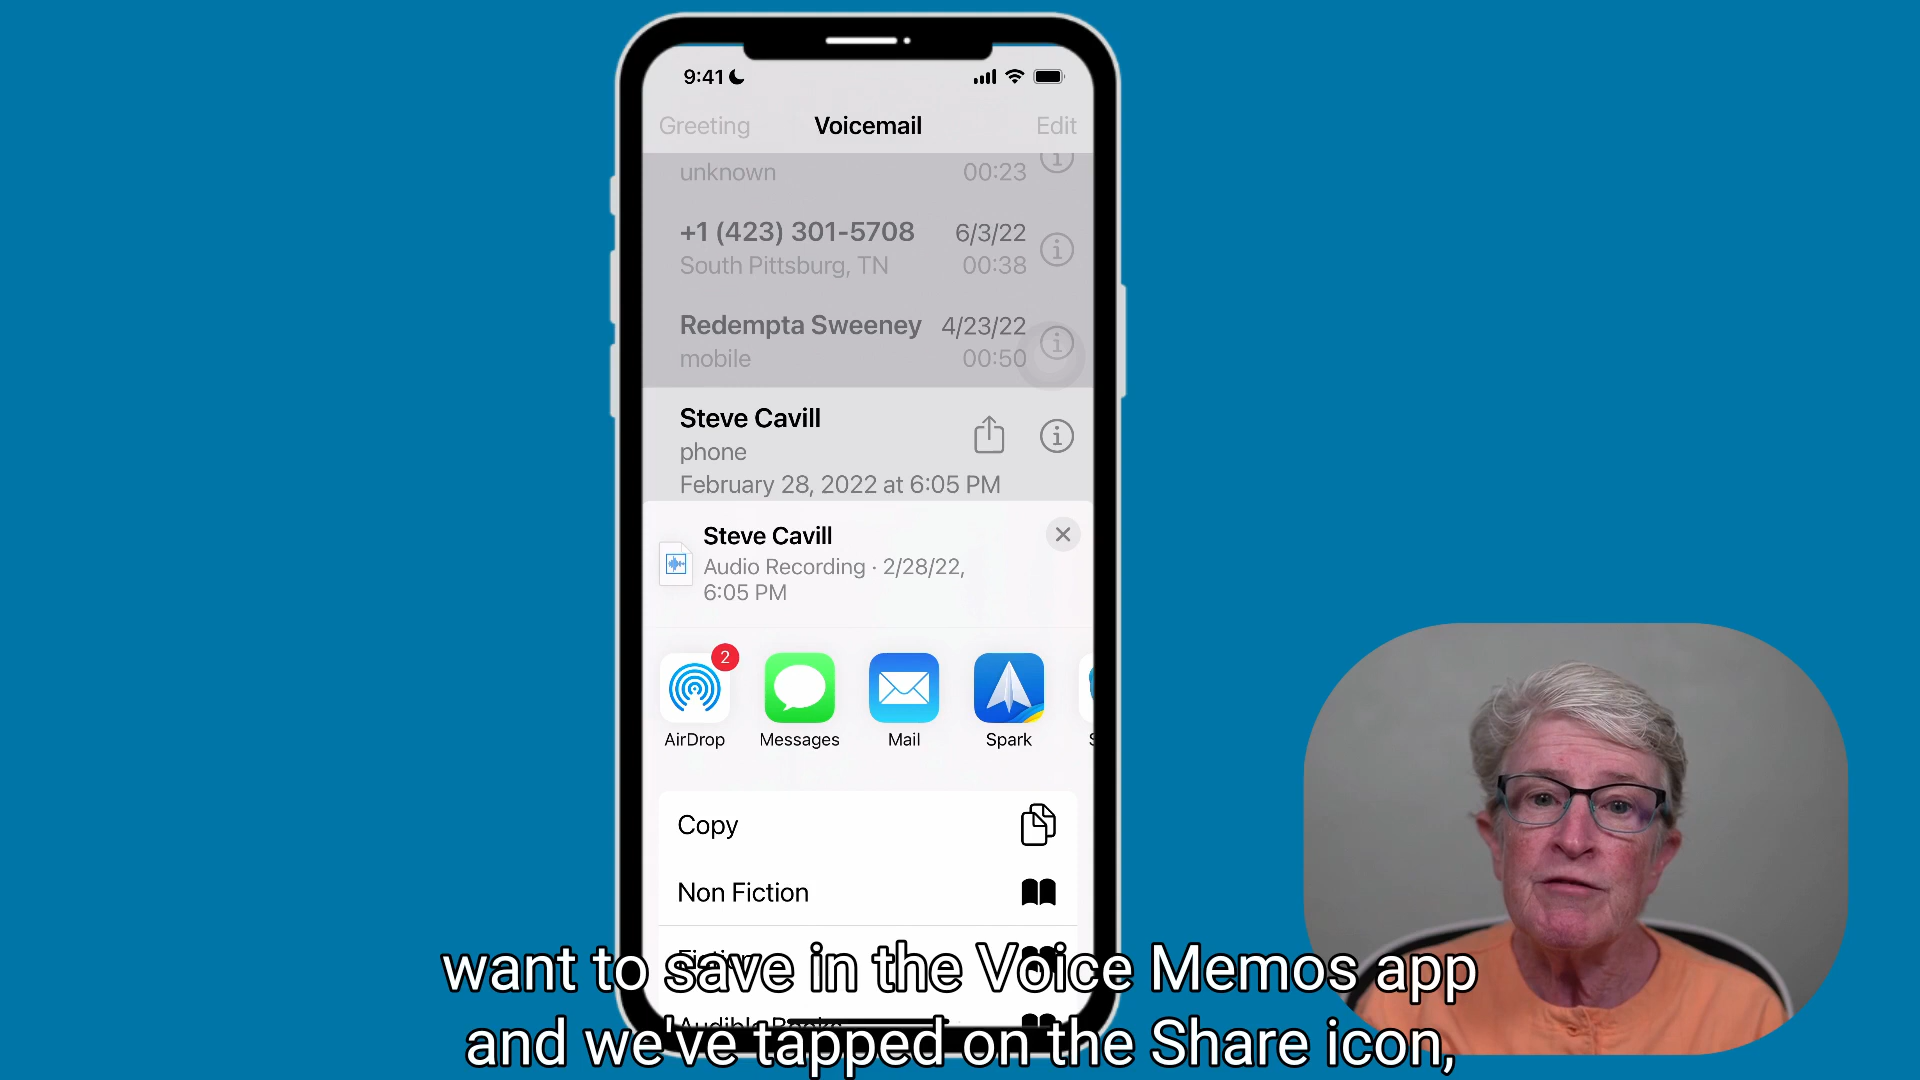 9:41
Greeting Voicemail Edit
unknown 00:23
+1 (423) 301-5708 6/3/22
South Pittsburg, TN 00:38
Redempta Sweeney 4/23/22
mobile 00:50
Steve Cavill
phone
February 28, 2022 at 6:05 PM
Steve Cavill
Audio Recording · 2/28/22,
6:05 PM
2
AirDrop Messages Mail Spark
Copy
Non Fiction
Fiction
Audible Books
want to save in the Voice Memos app
and we've tapped on the Share icon,